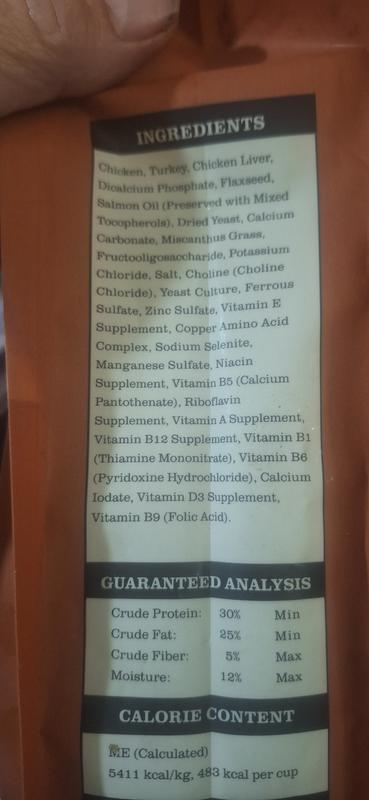 INGREDIENTS
Chicken, Turkey, Chicken Liver,
Dicalcium Phosphate, Flaxseed,
Salmon Oil (Preserved with Mixed
Tocopherols), Dried Yeast, Calcium
Carbonate, Miscanthus Grass,
Fructooligosaccharide, Potassium
Chloride, Salt, Choline (Choline
Chloride), Yeast Culture, Ferrous
Sulfate, Zinc Sulfate, Vitamin E
Supplement, Copper Amino Acid
Complex, Sodium Selenite,
Manganese Sulfate, Niacin
Supplement, Vitamin B5 (Calcium
Pantothenate), Riboflavin
Supplement, Vitamin A Supplement,
Vitamin B12 Supplement, Vitamin B1
(Thiamine Mononitrate), Vitamin B6
(Pyridoxine Hydrochloride), Calcium
Iodate, Vitamin D3 Supplement,
Vitamin B9 (Folic Acid).
GUARANTEED ANALYSIS
Crude Protein: 30% Min
Crude Fat: 25% Min
Crude Fiber: 5% Max
Moisture: 12% Max
CALORIE CONTENT
ME (Calculated)
5411 kcal/kg, 483 kcal per cup